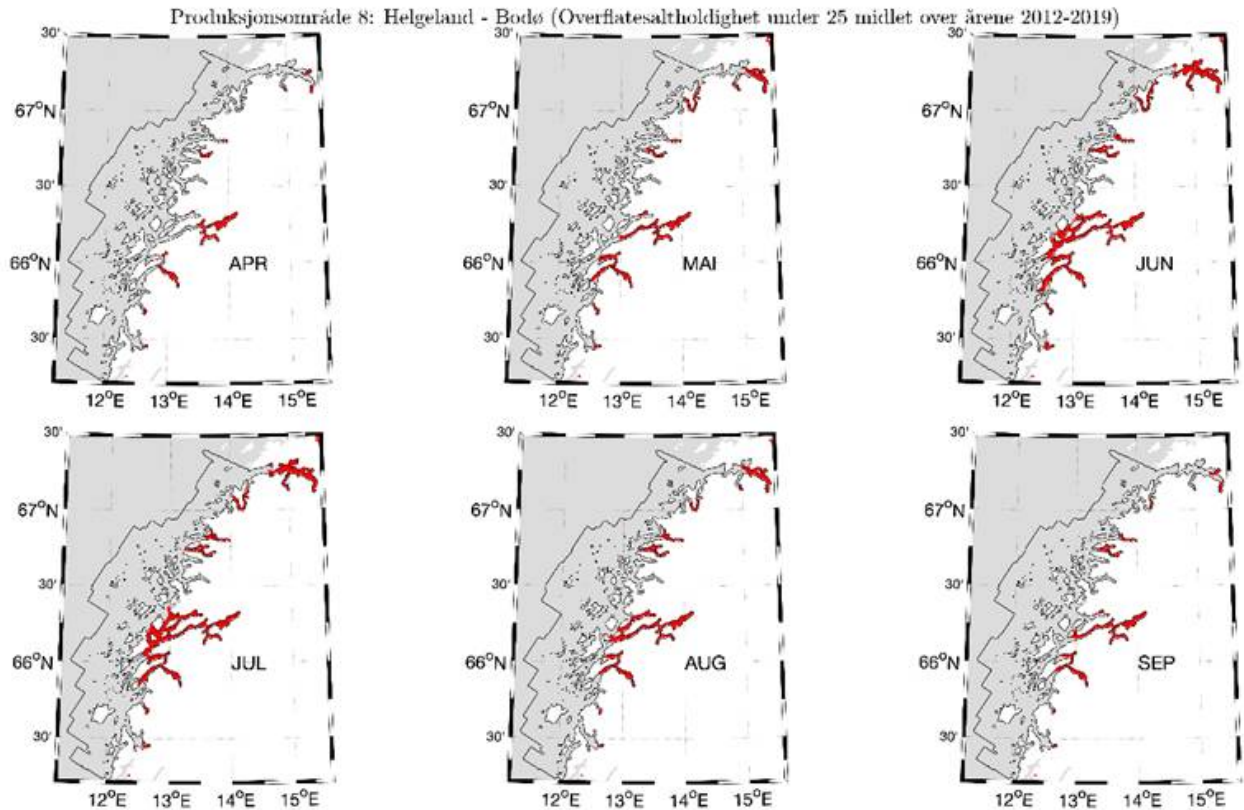 Produksjonsområde 8: Helgeland - Bodø (Overflatesaltholdighet under 25 midlet over årene 2012-2019)
30' 30' 30'
67°N 67°N 67°N
30' 30' 30'
66°N APR 66°N MAI 66°N JUN
30' 30' 30'
12°E 13°E 14°E 15°E 12°E 13°E 14°E 15°E 12°E 13°E 14°E 15°E
30' 30' 30'
67°N 67°N 67°N
30' 30' 30'
66°N JUL 66°N AUG 66°N SEP
30' 30' 30'
12°E 13°E 14°E 15°E 12°E 13°E 14°E 15°E 12°E 13°E 14°E 15°E